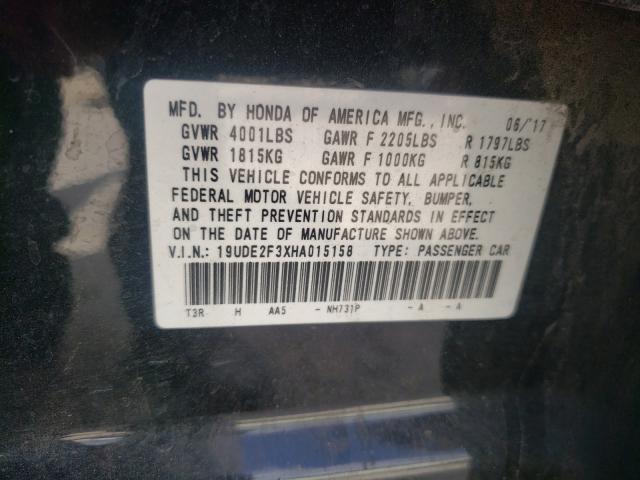 MFD. BY HONDA OF AMERICA MFG., INC. 06/'17
GVWR 4001LBS GAWR F 2205LBS R 1797LBS
GVWR 1815KG GAWR F 1000KG R 815KG
THIS VEHICLE CONFORMS TO ALL APPLICABLE
FEDERAL MOTOR VEHICLE SAFETY, BUMPER,
AND THEFT PREVENTION STANDARDS IN EFFECT
ON THE DATE OF MANUFACTURE SHOWN ABOVE.
V.I.N.: 19UDE2F3XHA015158 TYPE: PASSENGER CAR
T3R H AA5 - NH731P - A - A